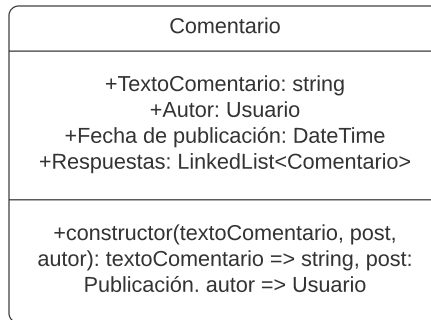 Comentario
+TextoComentario: string
+Autor: Usuario
+Fecha de publicación: DateTime
+Respuestas: LinkedList<Comentario>
+constructor(textoComentario, post,
autor): textoComentario => string, post:
Publicación. autor => Usuario